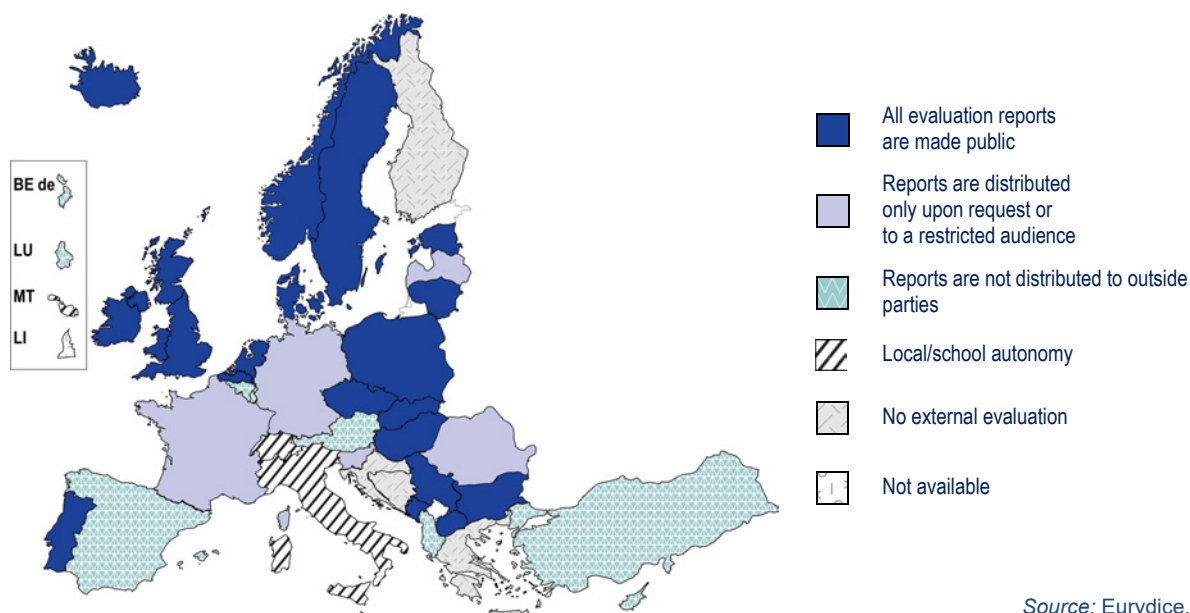 BE de
LU
MT
LI
All evaluation reports
are made public
Reports are distributed
only upon request or
to a restricted audience
Reports are not distributed to outside
parties
Local/school autonomy
No external evaluation
Not available
Source: Eurydice.